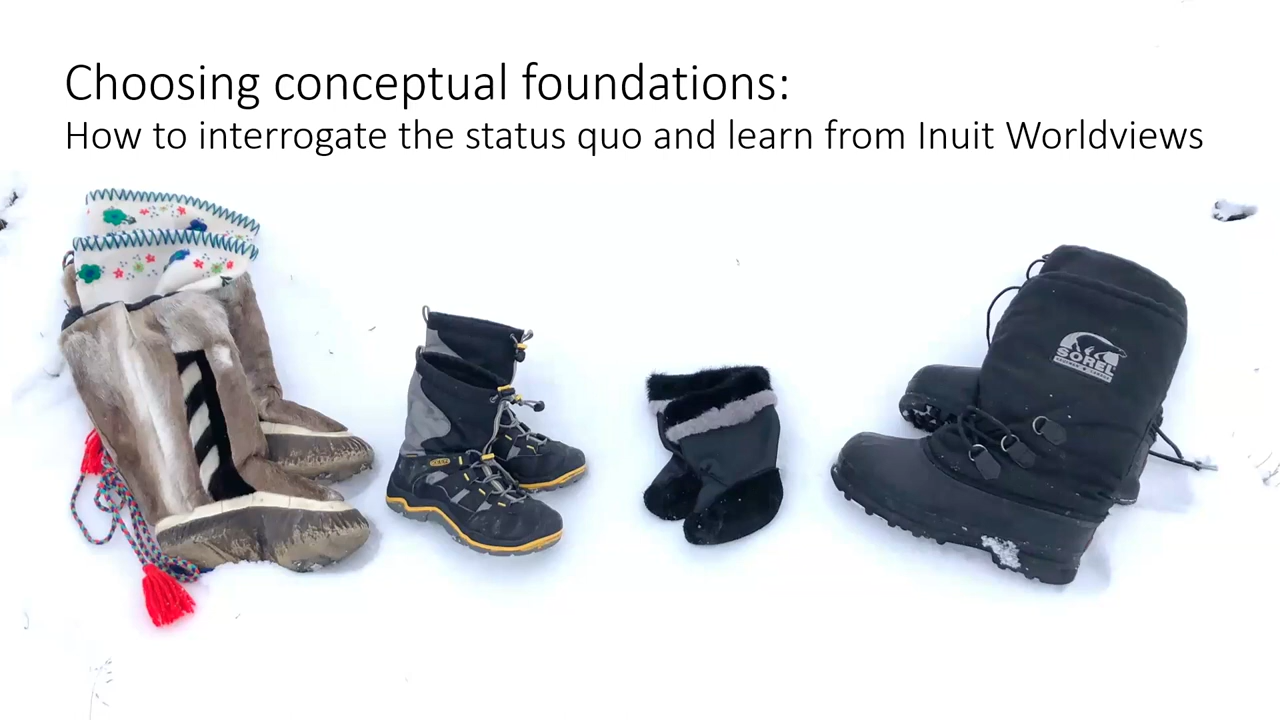 Choosing conceptual foundations:
How to interrogate the status quo and learn from Inuit Worldviews
SOREL